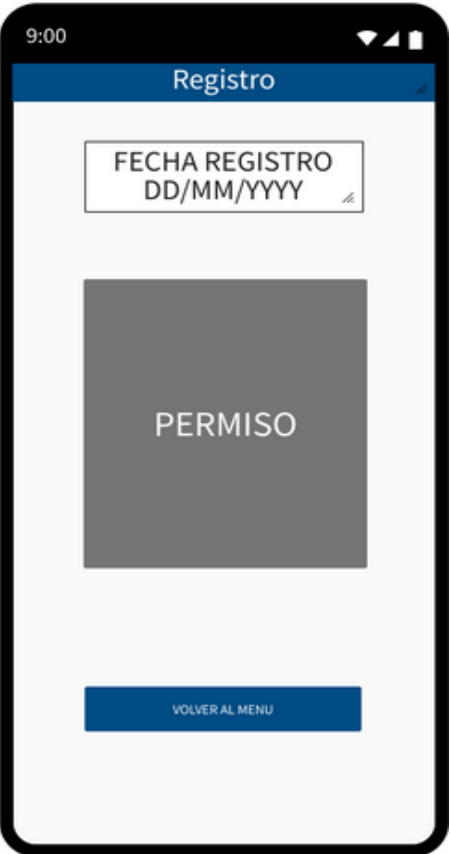 9:00
Registro
FECHA REGISTRO
DD/MM/YYYY
PERMISO
VOLVER AL MENU